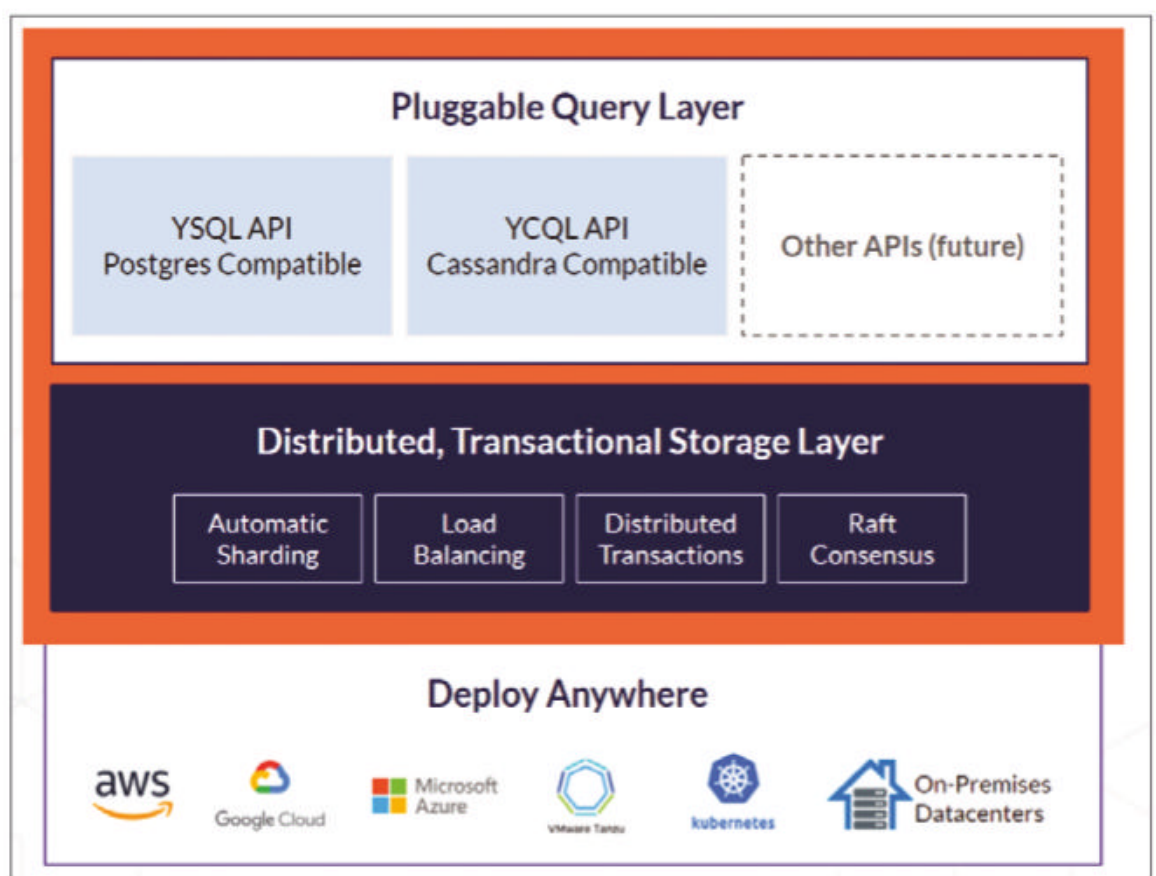 Pluggable Query Layer
YSQL API
Postgres Compatible
YCQL API
Cassandra Compatible
Other APIs (future)
Distributed, Transactional Storage Layer
Automatic
Sharding
Load
Balancing
Distributed
Transactions
Raft
Consensus
Deploy Anywhere
aws
Google Cloud
Microsoft
Azure
VMware Tanzu
kubernetes
On-Premises
Datacenters